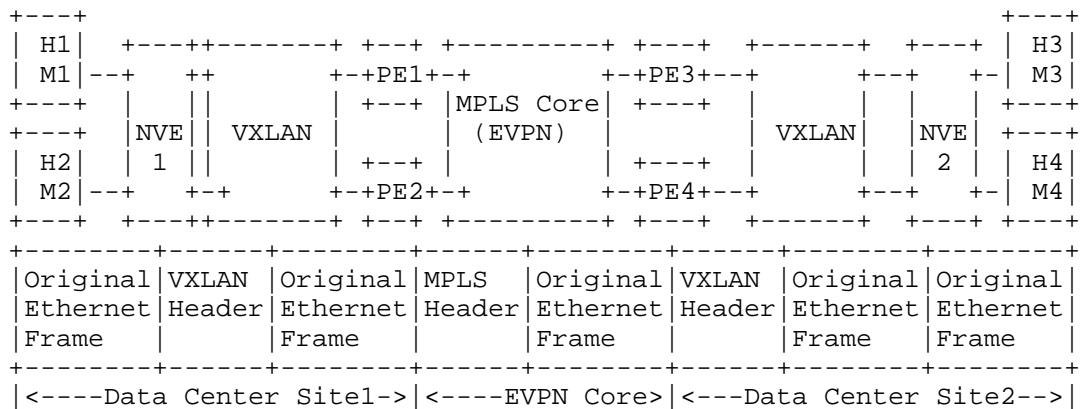 +---+ +---+
| H1| +---++-------+ +--+ +---------+ +---+ +------+ +---+ | H3|
| M1|--+ ++ +-+PE1+-+ +-+PE3+--+ +--+ +-| M3|
+---+ | || | +--+ |MPLS Core| +---+ | | | | +---+
+---+ |NVE|| VXLAN | | (EVPN) | | VXLAN| |NVE| +---+
| H2| | 1 || | +--+ | | +---+ | | | 2 | | H4|
| M2|--+ +-+ +-+PE2+-+ +-+PE4+--+ +--+ +-| M4|
+---+ +---++-------+ +--+ +---------+ +---+ +------+ +---+ +---+
+--------+------+--------+------+--------+------+--------+--------+
|Original|VXLAN |Original|MPLS |Original|VXLAN |Original|Original|
|Ethernet|Header|Ethernet|Header|Ethernet|Header|Ethernet|Ethernet|
|Frame | |Frame | |Frame | |Frame |Frame |
+--------+------+--------+------+--------+------+--------+--------+
|<----Data Center Site1->|<----EVPN Core>|<---Data Center Site2-->|